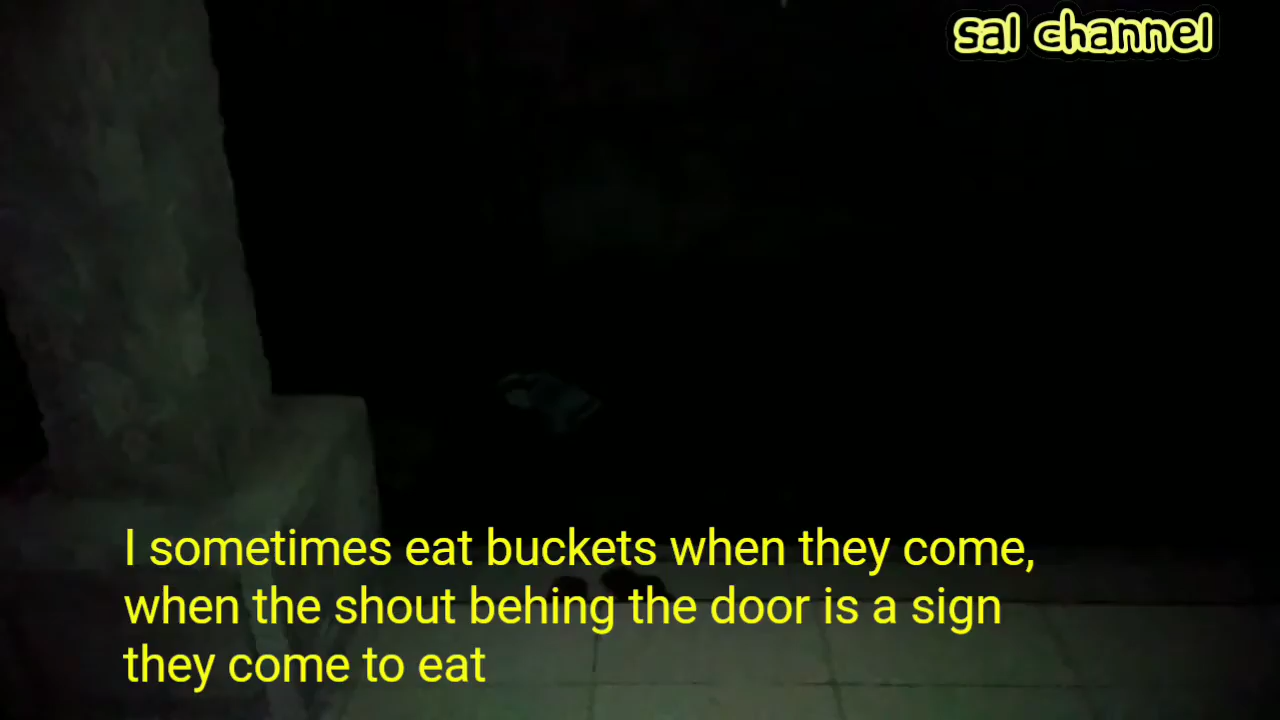 sal channel
I sometimes eat buckets when they come,
when the shout behing the door is a sign
they come to eat